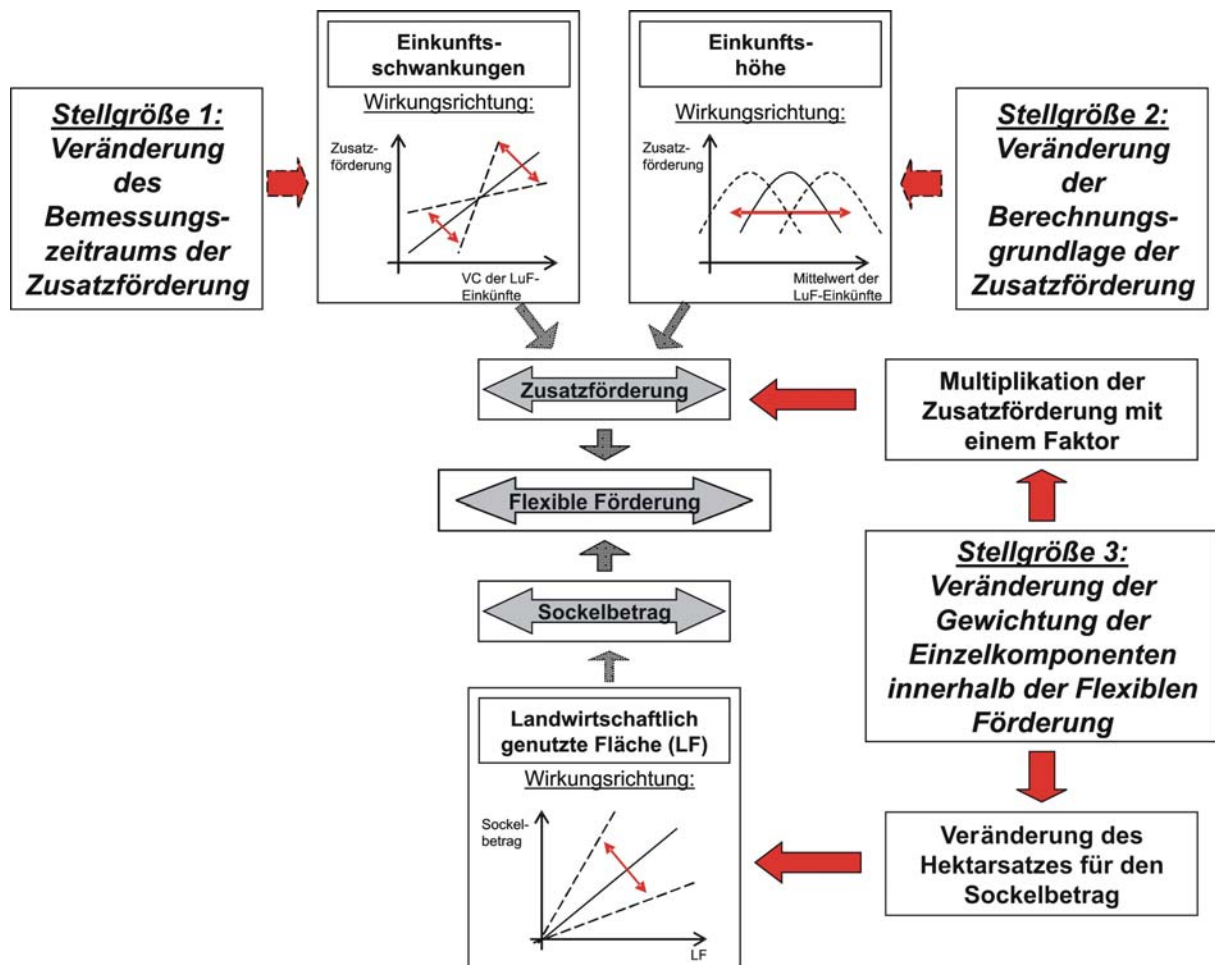 Stellgröße 1:
Veränderung
des
Bemessungs-
zeitraums der
Zusatzförderung
Einkunfts-
schwankungen
Wirkungsrichtung:
Zusatz-
förderung
VC der LuF-
Einkünfte
Einkunfts-
höhe
Wirkungsrichtung:
Zusatz-
förderung
Mittelwert der
LuF-Einkünfte
Stellgröße 2:
Veränderung
der
Berechnungs-
grundlage der
Zusatzförderung
Zusatzförderung
Multiplikation der
Zusatzförderung mit
einem Faktor
Flexible Förderung
Stellgröße 3:
Veränderung der
Gewichtung der
Einzelkomponenten
innerhalb der Flexiblen
Förderung
Sockelbetrag
Landwirtschaftlich
genutzte Fläche (LF)
Wirkungsrichtung:
Sockel-
betrag
LF
Veränderung des
Hektarsatzes für den
Sockelbetrag